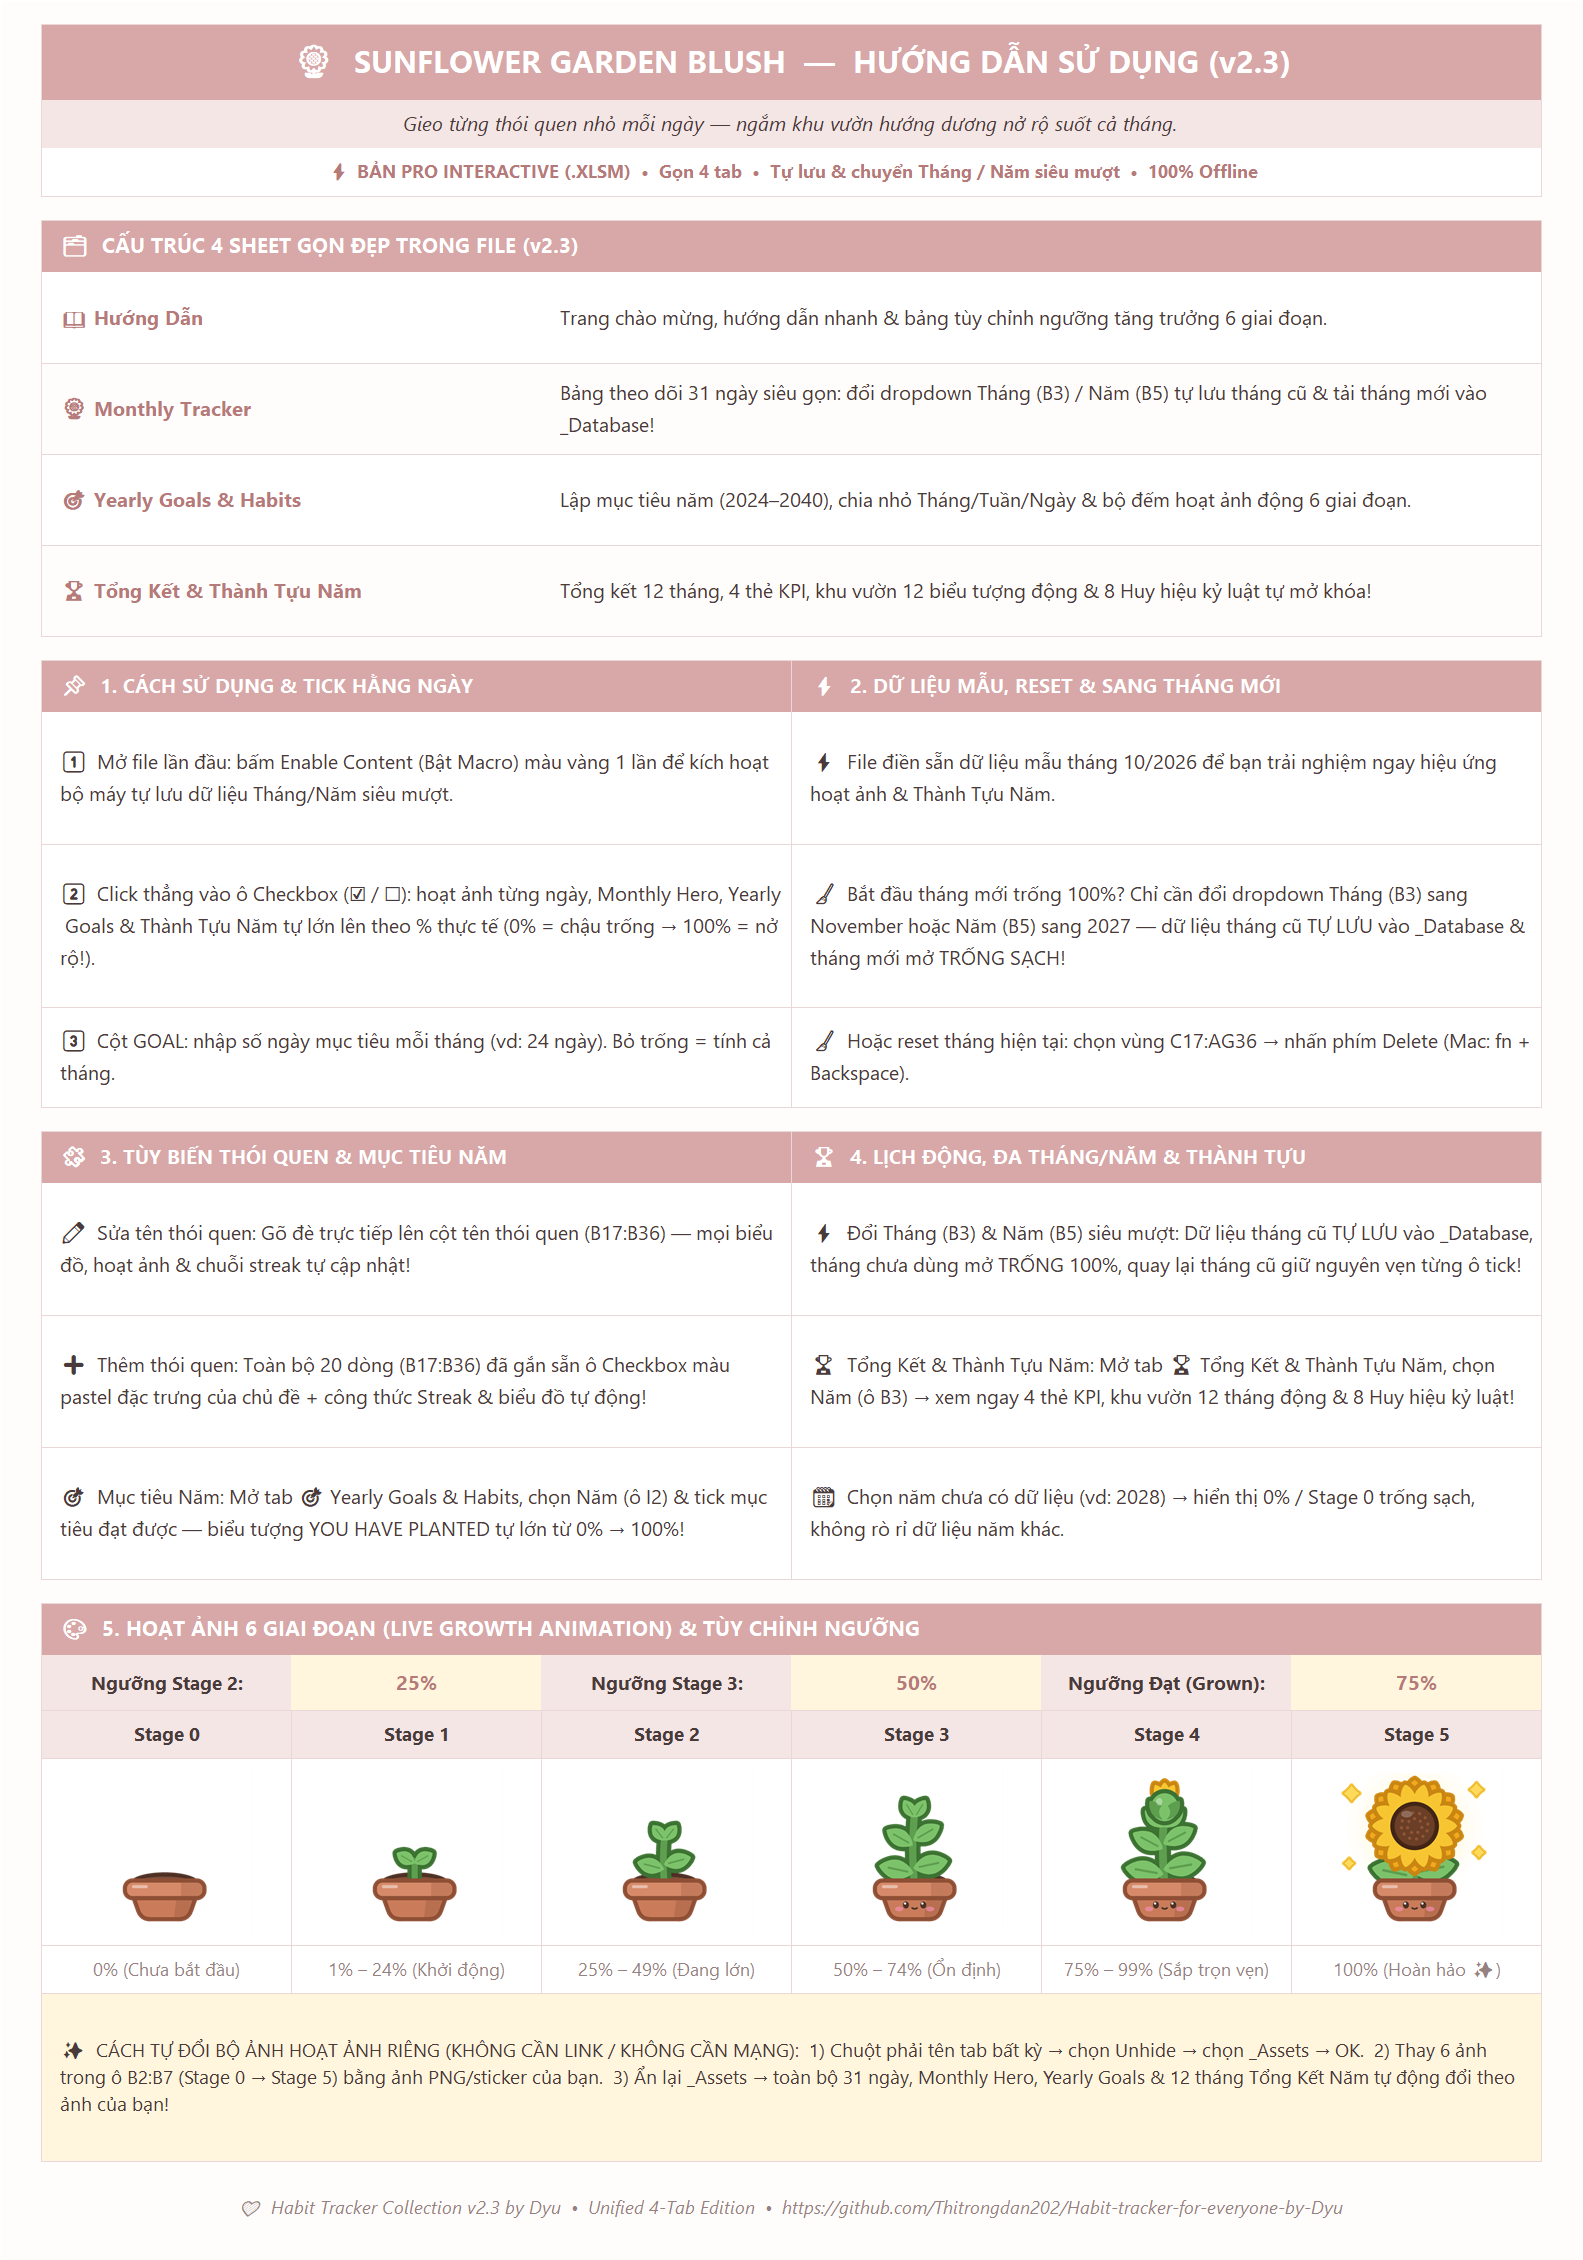 SUNFLOWER GARDEN BLUSH — HƯỚNG DẪN SỬ DỤNG (v2.3)
Gieo từng thói quen nhỏ mỗi ngày — ngắm khu vườn hướng dương nở rộ suốt cả tháng.
BẢN PRO INTERACTIVE (.XLSM) • Gọn 4 tab • Tự lưu & chuyển Tháng / Năm siêu mượt • 100% Offline
CẤU TRÚC 4 SHEET GỌN ĐẸP TRONG FILE (v2.3)
Hướng Dẫn
Trang chào mừng, hướng dẫn nhanh & bảng tùy chỉnh ngưỡng tăng trưởng 6 giai đoạn.
Monthly Tracker
Bảng theo dõi 31 ngày siêu gọn: đổi dropdown Tháng (B3) / Năm (B5) tự lưu tháng cũ & tải tháng mới vào
_Database!
Yearly Goals & Habits
Lập mục tiêu năm (2024–2040), chia nhỏ Tháng/Tuần/Ngày & bộ đếm hoạt ảnh động 6 giai đoạn.
Tổng Kết & Thành Tựu Năm
Tổng kết 12 tháng, 4 thẻ KPI, khu vườn 12 biểu tượng động & 8 Huy hiệu kỷ luật tự mở khóa!
1. CÁCH SỬ DỤNG & TICK HẰNG NGÀY
1 Mở file lần đầu: bấm Enable Content (Bật Macro) màu vàng 1 lần để kích hoạt
bộ máy tự lưu dữ liệu Tháng/Năm siêu mượt.
2 Click thẳng vào ô Checkbox (☑ / ☐): hoạt ảnh từng ngày, Monthly Hero, Yearly
Goals & Thành Tựu Năm tự lớn lên theo % thực tế (0% = chậu trống → 100% = nở
rộ!).
3 Cột GOAL: nhập số ngày mục tiêu mỗi tháng (vd: 24 ngày). Bỏ trống = tính cả
tháng.
2. DỮ LIỆU MẪU, RESET & SANG THÁNG MỚI
File điền sẵn dữ liệu mẫu tháng 10/2026 để bạn trải nghiệm ngay hiệu ứng
hoạt ảnh & Thành Tựu Năm.
Bắt đầu tháng mới trống 100%? Chỉ cần đổi dropdown Tháng (B3) sang
November hoặc Năm (B5) sang 2027 — dữ liệu tháng cũ TỰ LƯU vào _Database &
tháng mới mở TRỐNG SẠCH!
Hoặc reset tháng hiện tại: chọn vùng C17:AG36 → nhấn phím Delete (Mac: fn +
Backspace).
3. TÙY BIẾN THÓI QUEN & MỤC TIÊU NĂM
Sửa tên thói quen: Gõ đè trực tiếp lên cột tên thói quen (B17:B36) — mọi biểu
đồ, hoạt ảnh & chuỗi streak tự cập nhật!
Thêm thói quen: Toàn bộ 20 dòng (B17:B36) đã gắn sẵn ô Checkbox màu
pastel đặc trưng của chủ đề + công thức Streak & biểu đồ tự động!
Mục tiêu Năm: Mở tab Yearly Goals & Habits, chọn Năm (ô I2) & tick mục
tiêu đạt được — biểu tượng YOU HAVE PLANTED tự lớn từ 0% → 100%!
4. LỊCH ĐỘNG, ĐA THÁNG/NĂM & THÀNH TỰU
Đổi Tháng (B3) & Năm (B5) siêu mượt: Dữ liệu tháng cũ TỰ LƯU vào _Database,
tháng chưa dùng mở TRỐNG 100%, quay lại tháng cũ giữ nguyên vẹn từng ô tick!
Tổng Kết & Thành Tựu Năm: Mở tab Tổng Kết & Thành Tựu Năm, chọn
Năm (ô B3) → xem ngay 4 thẻ KPI, khu vườn 12 tháng động & 8 Huy hiệu kỷ luật!
Chọn năm chưa có dữ liệu (vd: 2028) → hiển thị 0% / Stage 0 trống sạch,
không rò rỉ dữ liệu năm khác.
5. HOẠT ẢNH 6 GIAI ĐOẠN (LIVE GROWTH ANIMATION) & TÙY CHỈNH NGƯỠNG
Ngưỡng Stage 2: 25% Ngưỡng Stage 3: 50% Ngưỡng Đạt (Grown): 75%
Stage 0 Stage 1 Stage 2 Stage 3 Stage 4 Stage 5
0% (Chưa bắt đầu) 1% – 24% (Khởi động) 25% – 49% (Đang lớn) 50% – 74% (Ổn định) 75% – 99% (Sắp trọn vẹn) 100% (Hoàn hảo ✨)
✨ CÁCH TỰ ĐỔI BỘ ẢNH HOẠT ẢNH RIÊNG (KHÔNG CẦN LINK / KHÔNG CẦN MẠNG): 1) Chuột phải tên tab bất kỳ → chọn Unhide → chọn _Assets → OK. 2) Thay 6 ảnh
trong ô B2:B7 (Stage 0 → Stage 5) bằng ảnh PNG/sticker của bạn. 3) Ẩn lại _Assets → toàn bộ 31 ngày, Monthly Hero, Yearly Goals & 12 tháng Tổng Kết Năm tự động đổi theo
ảnh của bạn!
Habit Tracker Collection v2.3 by Dyu • Unified 4-Tab Edition • https://github.com/Thitrongdan202/Habit-tracker-for-everyone-by-Dyu